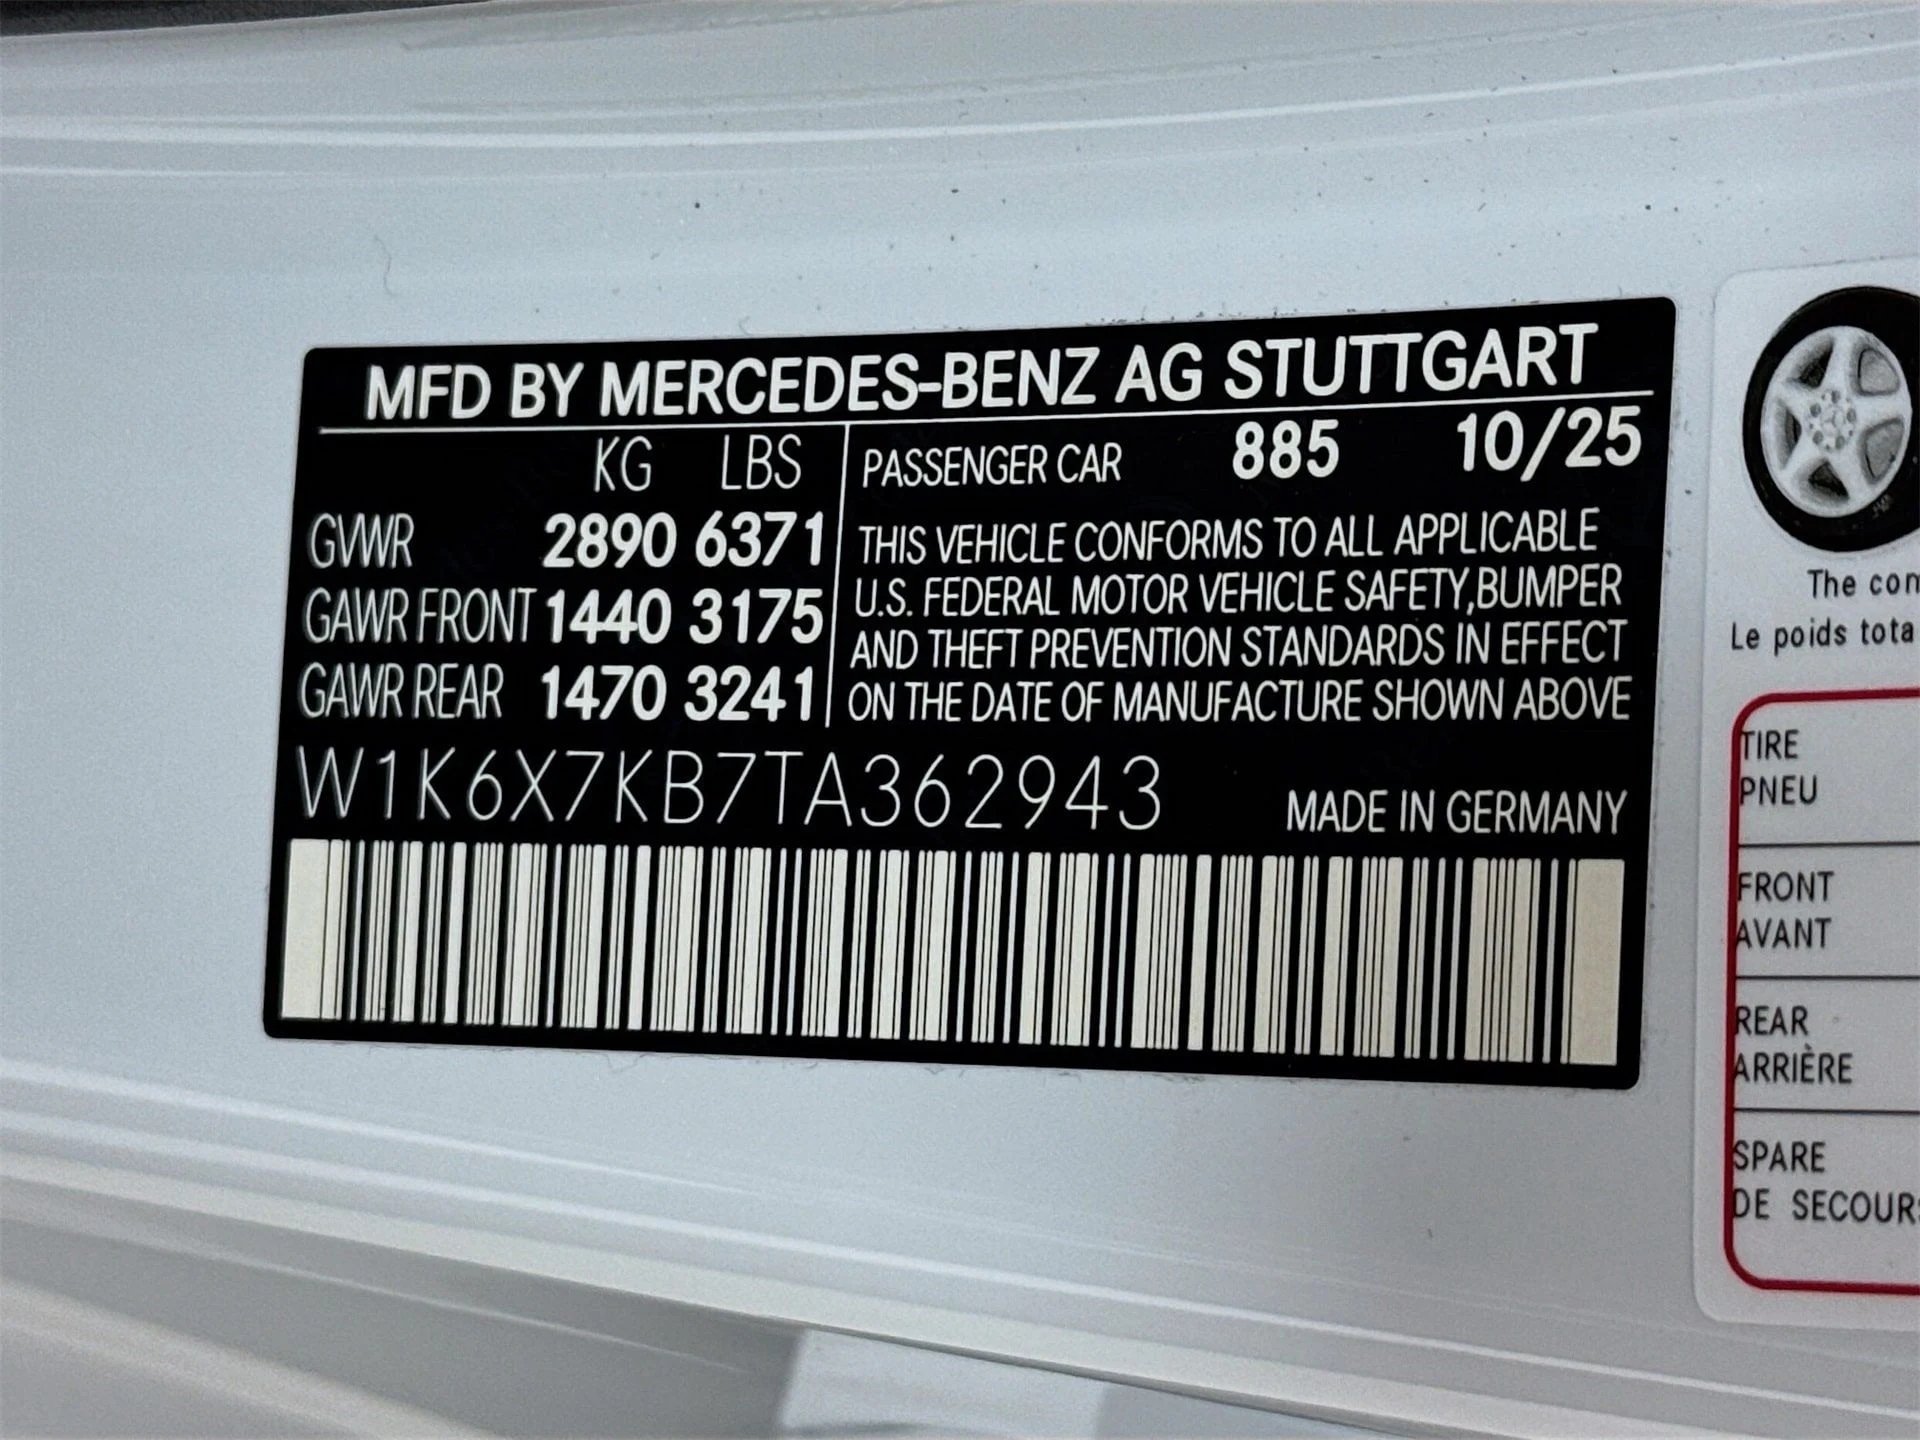 MFD BY MERCEDES-BENZ AG STUTTGART
KG LBS
GVWR 2890 6371
GAWR FRONT 1440 3175
GAWR REAR 1470 3241
PASSENGER CAR 885 10/25
THIS VEHICLE CONFORMS TO ALL APPLICABLE
U.S. FEDERAL MOTOR VEHICLE SAFETY,BUMPER
AND THEFT PREVENTION STANDARDS IN EFFECT
ON THE DATE OF MANUFACTURE SHOWN ABOVE
W1K6X7KB7TA362943
MADE IN GERMANY
The com
Le poids tota
TIRE
PNEU
FRONT
AVANT
REAR
ARRIÈRE
SPARE
DE SECOURS